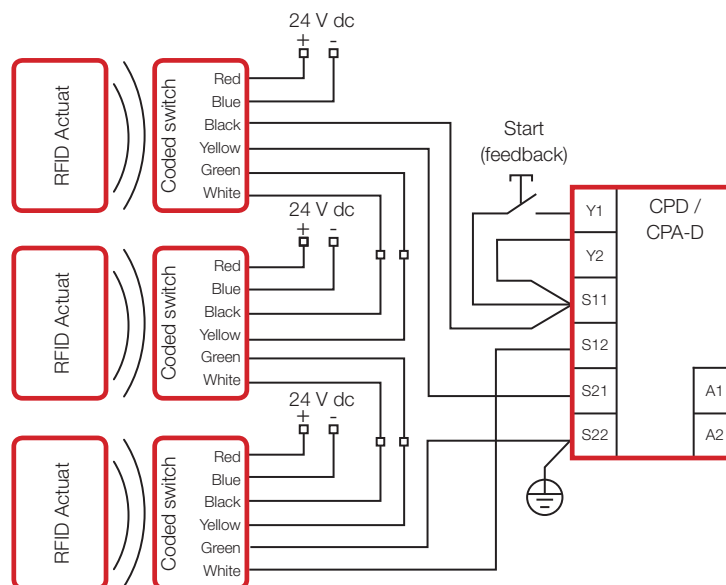 24 V dc
+ -
RFID Actuat
Coded switch
Red
Blue
Black
Yellow
Green
White
Start
(feedback)
CPD /
CPA-D
Y1
Y2
S11
S12
S21
S22
A1
A2
24 V dc
+ -
RFID Actuat
Coded switch
Red
Blue
Black
Yellow
Green
White
24 V dc
+ -
RFID Actuat
Coded switch
Red
Blue
Black
Yellow
Green
White